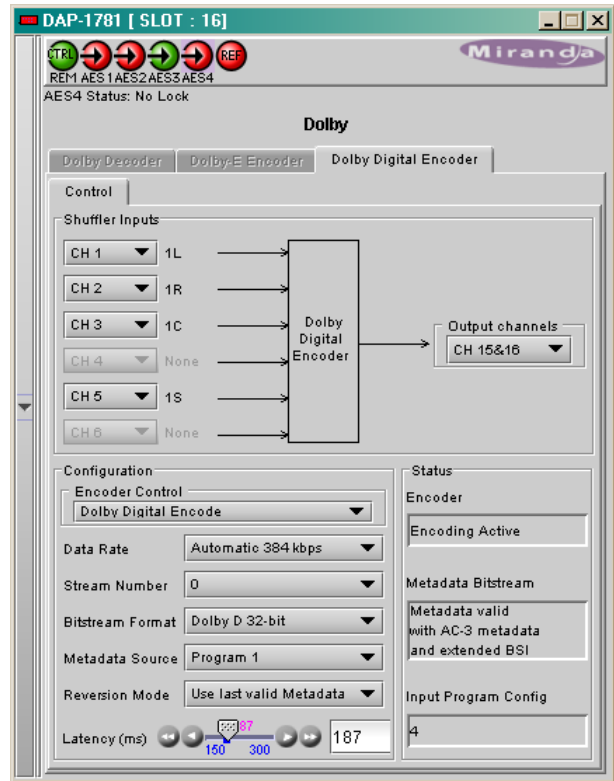 DAP-1781 [ SLOT : 16]
CTRL REF
Miranda
REM AES1 AES2 AES3 AES4
AES4 Status: No Lock
Dolby
Dolby Decoder Dolby-E Encoder Dolby Digital Encoder
Control
Shuffler Inputs
CH 1 1L
CH 2 1R
CH 3 1C
CH 4 None
CH 5 1S
CH 6 None
Dolby
Digital
Encoder
Output channels
CH 15&16
Configuration
Encoder Control
Dolby Digital Encode
Data Rate Automatic 384 kbps
Stream Number 0
Bitstream Format Dolby D 32-bit
Metadata Source Program 1
Reversion Mode Use last valid Metadata
Latency (ms) 87 187
150 300
Status
Encoder
Encoding Active
Metadata Bitstream
Metadata valid
with AC-3 metadata
and extended BSI
Input Program Config
4